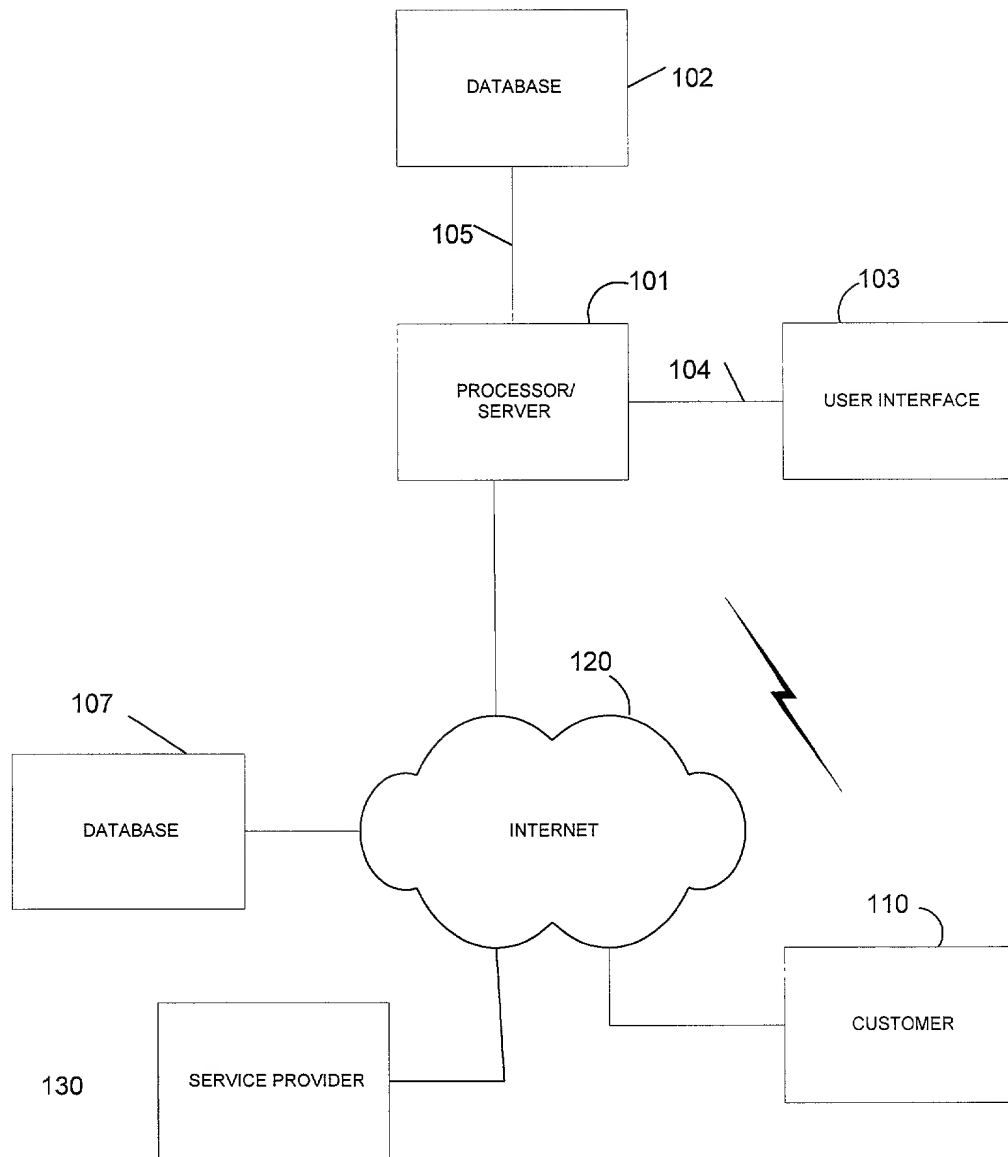 DATABASE
102
105
101
103
PROCESSOR/
SERVER
104
USER INTERFACE
120
107
DATABASE
INTERNET
110
CUSTOMER
130
SERVICE PROVIDER